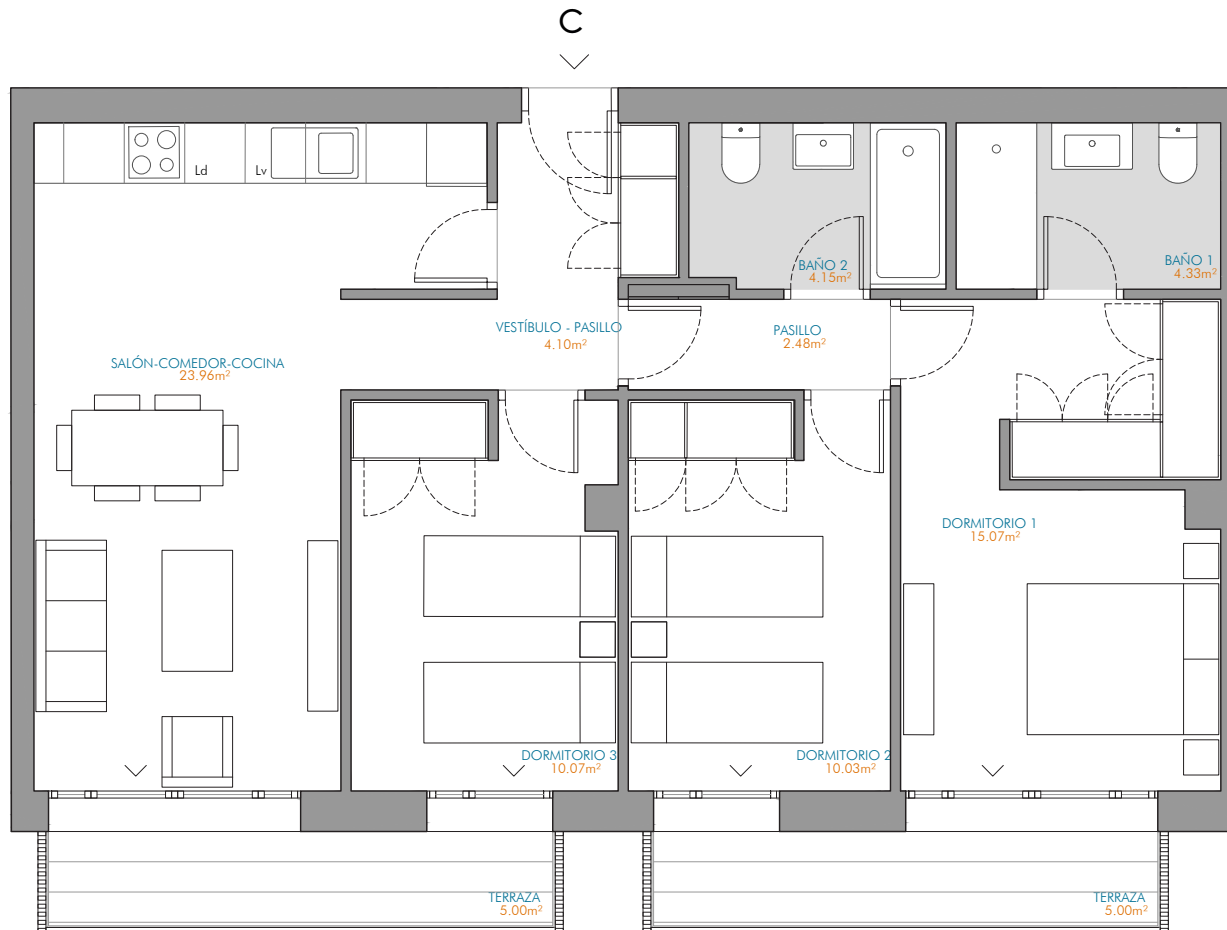 C
Ld
Lv
BAÑO 2
4.15m²
BAÑO 1
4.33m²
VESTÍBULO - PASILLO
4.10m²
PASILLO
2.48m²
SALÓN-COMEDOR-COCINA
23.96m²
DORMITORIO 1
15.07m²
DORMITORIO 3
10.07m²
DORMITORIO 2
10.03m²
TERRAZA
5.00m²
TERRAZA
5.00m²